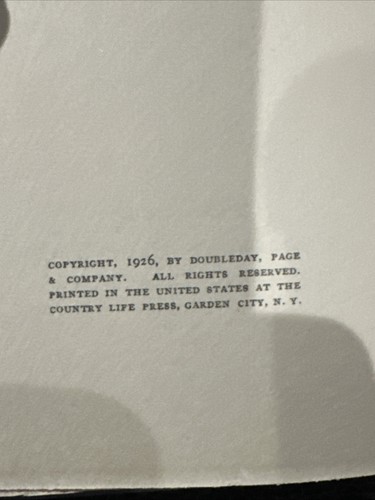 COPYRIGHT, 1926, BY DOUBLEDAY, PAGE
& COMPANY. ALL RIGHTS RESERVED.
PRINTED IN THE UNITED STATES AT THE
COUNTRY LIFE PRESS, GARDEN CITY, N. Y.